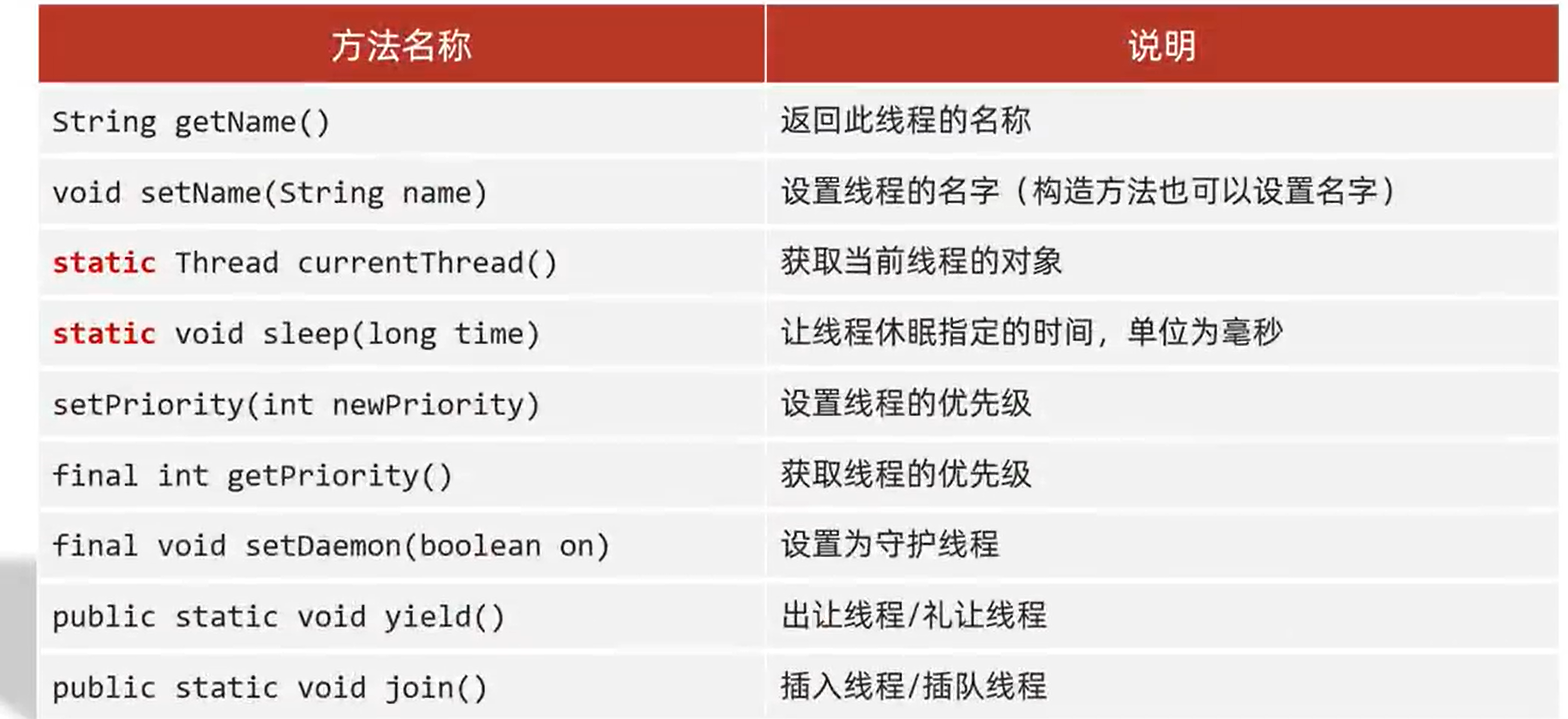 方法名称 说明
String getName() 返回此线程的名称
void setName(String name) 设置线程的名字（构造方法也可以设置名字）
static Thread currentThread() 获取当前线程的对象
static void sleep(long time) 让线程休眠指定的时间，单位为毫秒
setPriority(int newPriority) 设置线程的优先级
final int getPriority() 获取线程的优先级
final void setDaemon(boolean on) 设置为守护线程
public static void yield() 出让线程/礼让线程
public static void join() 插入线程/插队线程